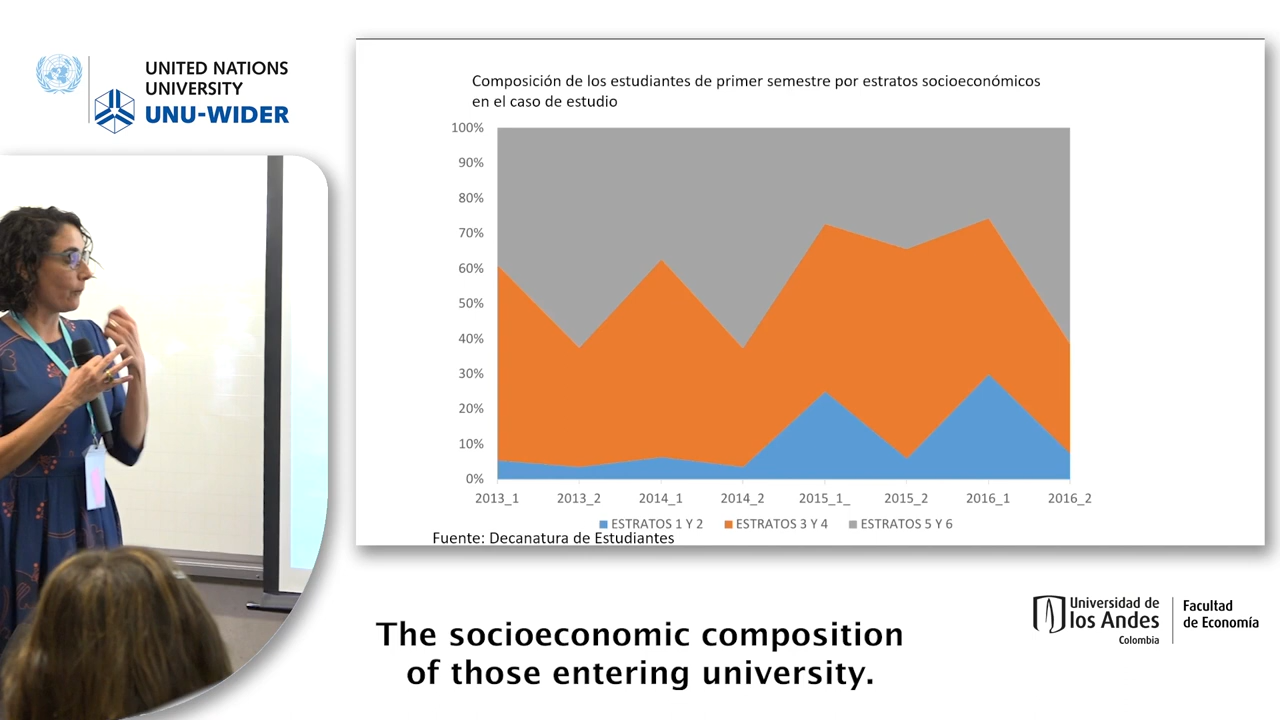 UNITED NATIONS
UNIVERSITY
UNU-WIDER
Composición de los estudiantes de primer semestre por estratos socioeconómicos
en el caso de estudio
100%
90%
80%
70%
60%
50%
40%
30%
20%
10%
0%
2013_1 2013_2 2014_1 2014_2 2015_1_ 2015_2 2016_1 2016_2
ESTRATOS 1 Y 2 ESTRATOS 3 Y 4 ESTRATOS 5 Y 6
Fuente: Decanatura de Estudiantes
The socioeconomic composition
of those entering university.
Universidad de
los Andes
Colombia
Facultad
de Economía